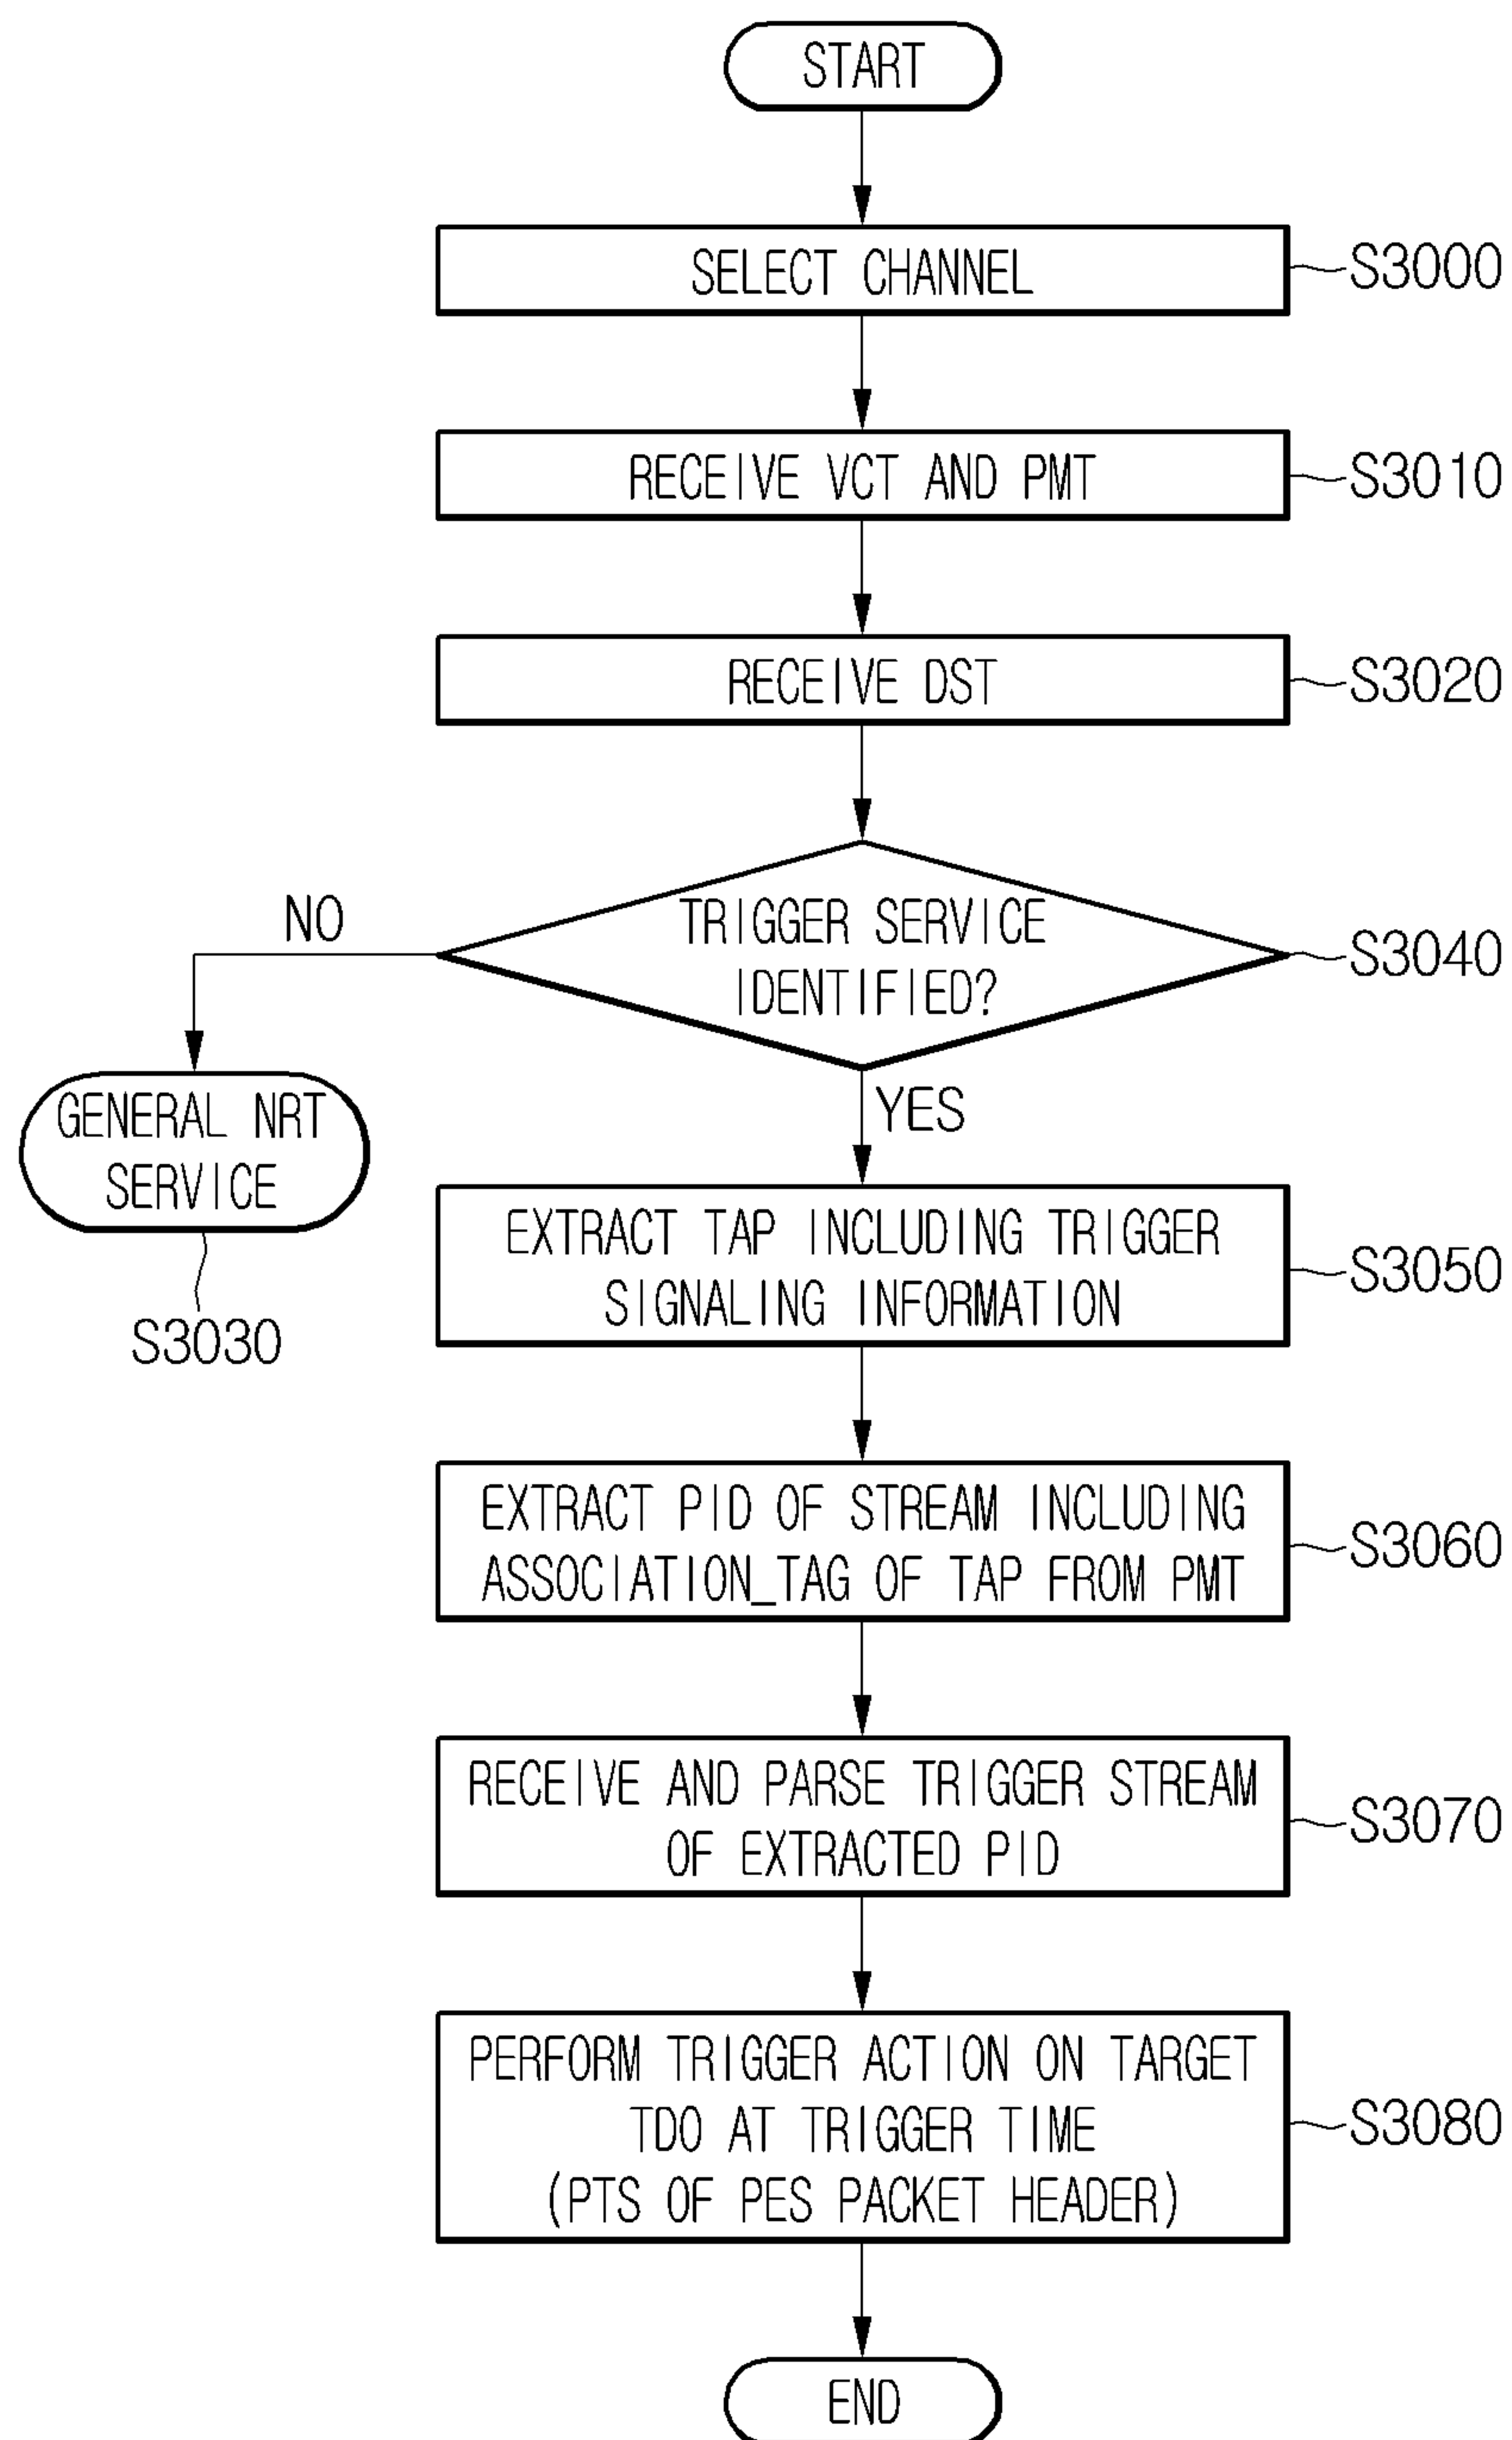 START
SELECT CHANNEL
S3000
RECEIVE VCT AND PMT
S3010
RECEIVE DST
S3020
TRIGGER SERVICE
IDENTIFIED?
S3040
NO
YES
GENERAL NRT
SERVICE
S3030
EXTRACT TAP INCLUDING TRIGGER
SIGNALING INFORMATION
S3050
EXTRACT PID OF STREAM INCLUDING
ASSOCIATION_TAG OF TAP FROM PMT
S3060
RECEIVE AND PARSE TRIGGER STREAM
OF EXTRACTED PID
S3070
PERFORM TRIGGER ACTION ON TARGET
TDO AT TRIGGER TIME
(PTS OF PES PACKET HEADER)
S3080
END